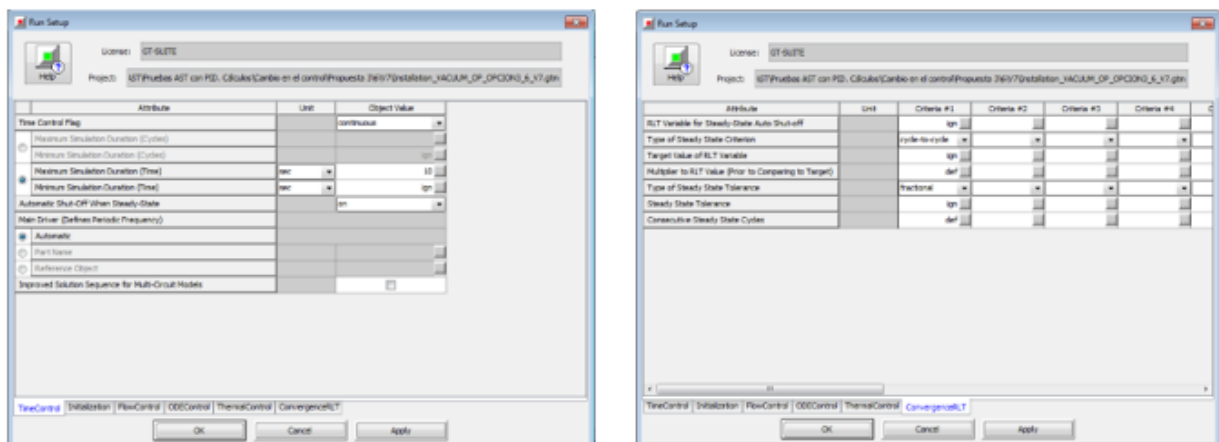 Run Setup
License: GT-SUITE
Help
Project:
Attribute Unit Object Value
Time Control Flag continuous
Maximum Simulation Duration (Cycles)
Minimum Simulation Duration (Cycles) ign
Maximum Simulation Duration (Time) sec 10
Minimum Simulation Duration (Time) sec ign
Automatic Shut-Off When Steady-State on
Main Driver (Defines Periodic Frequency)
Automatic
Part Name
Reference Object
Improved Solution Sequence for Multi-Circuit Models
TimeControl Initialization FlowControl ODEControl ThermalControl ConvergenceRLT
OK Cancel Apply
Run Setup
License: GT-SUITE
Help
Project:
Attribute Unit Criteria #1 Criteria #2 Criteria #3 Criteria #4
RLT Variable for Steady-State Auto Shut-off ign
Type of Steady State Criterion cycle-to-cycle
Target Value of RLT Variable ign
Multiplier to RLT Value (Prior to Comparing to Target) def
Type of Steady State Tolerance fractional
Steady State Tolerance ign
Consecutive Steady State Cycles def
TimeControl Initialization FlowControl ODEControl ThermalControl ConvergenceRLT
OK Cancel Apply